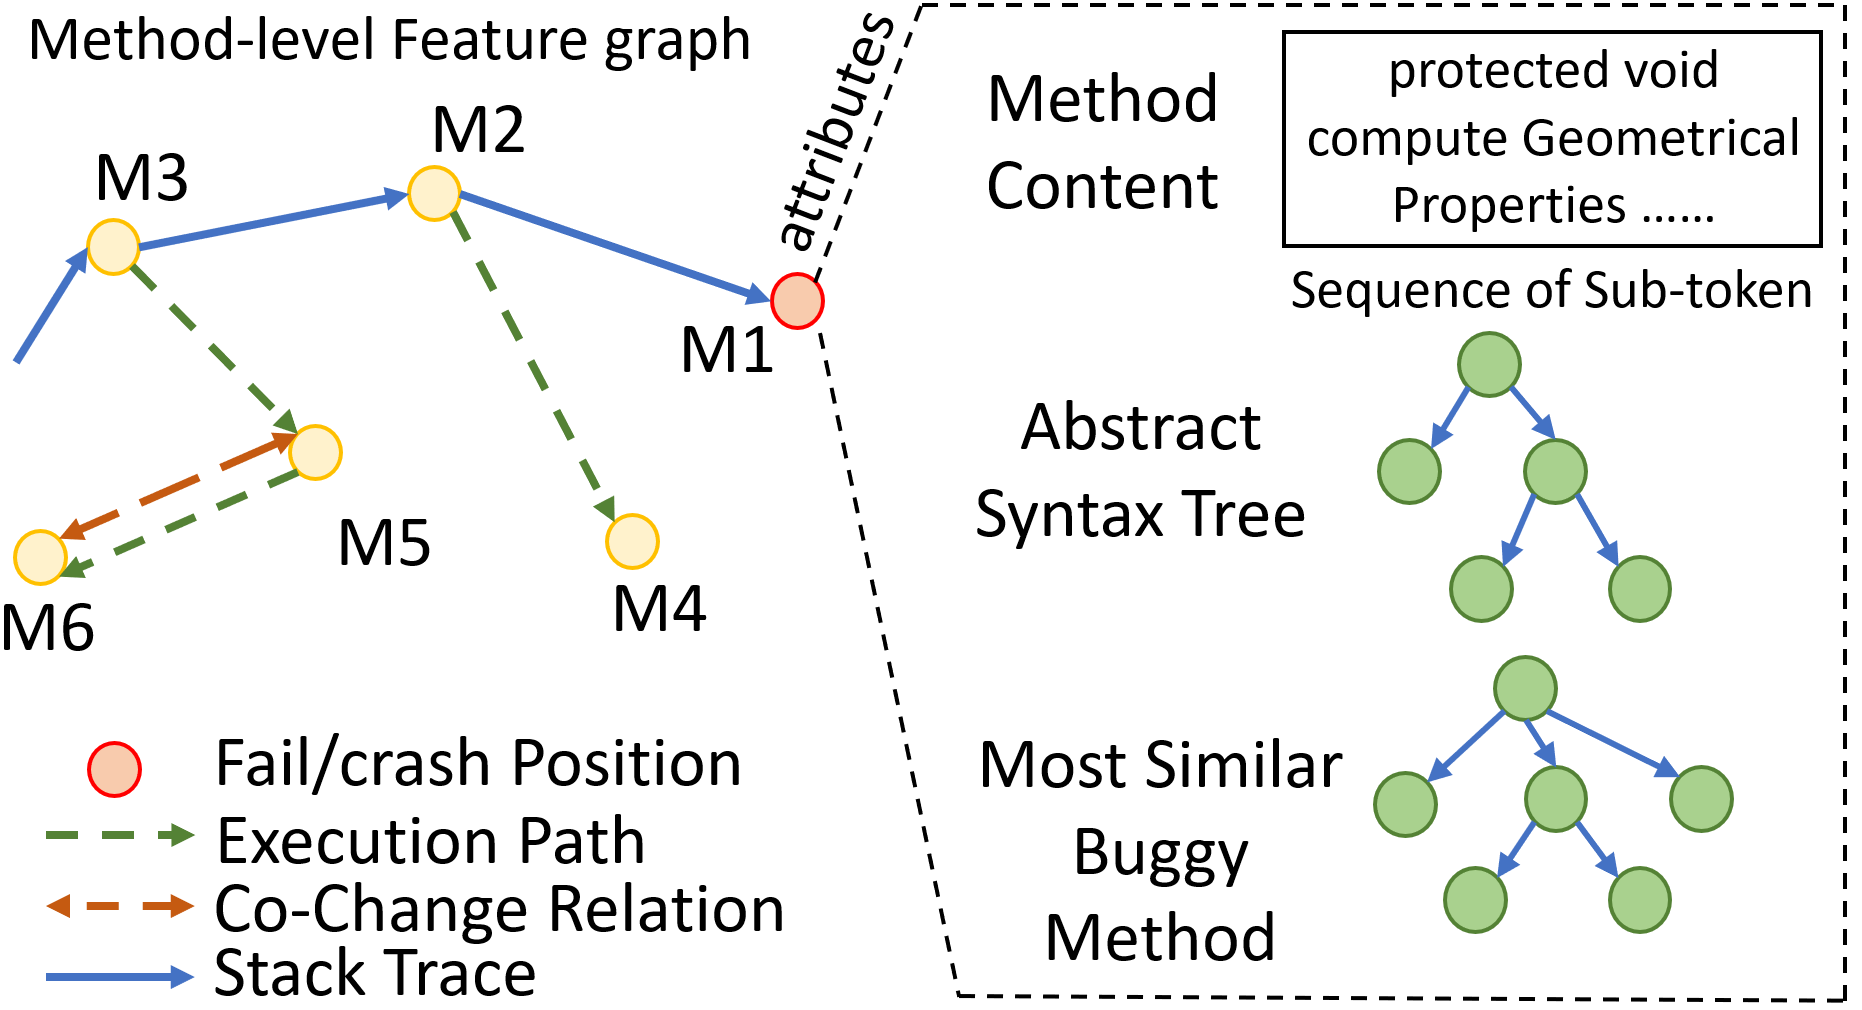 Method-level Feature graph
M3
M2
M1
M5
M4
M6
attributes
Fail/crash Position
Execution Path
Co-Change Relation
Stack Trace
Method
Content
protected void
compute Geometrical
Properties ......
Sequence of Sub-token
Abstract
Syntax Tree
Most Similar
Buggy
Method